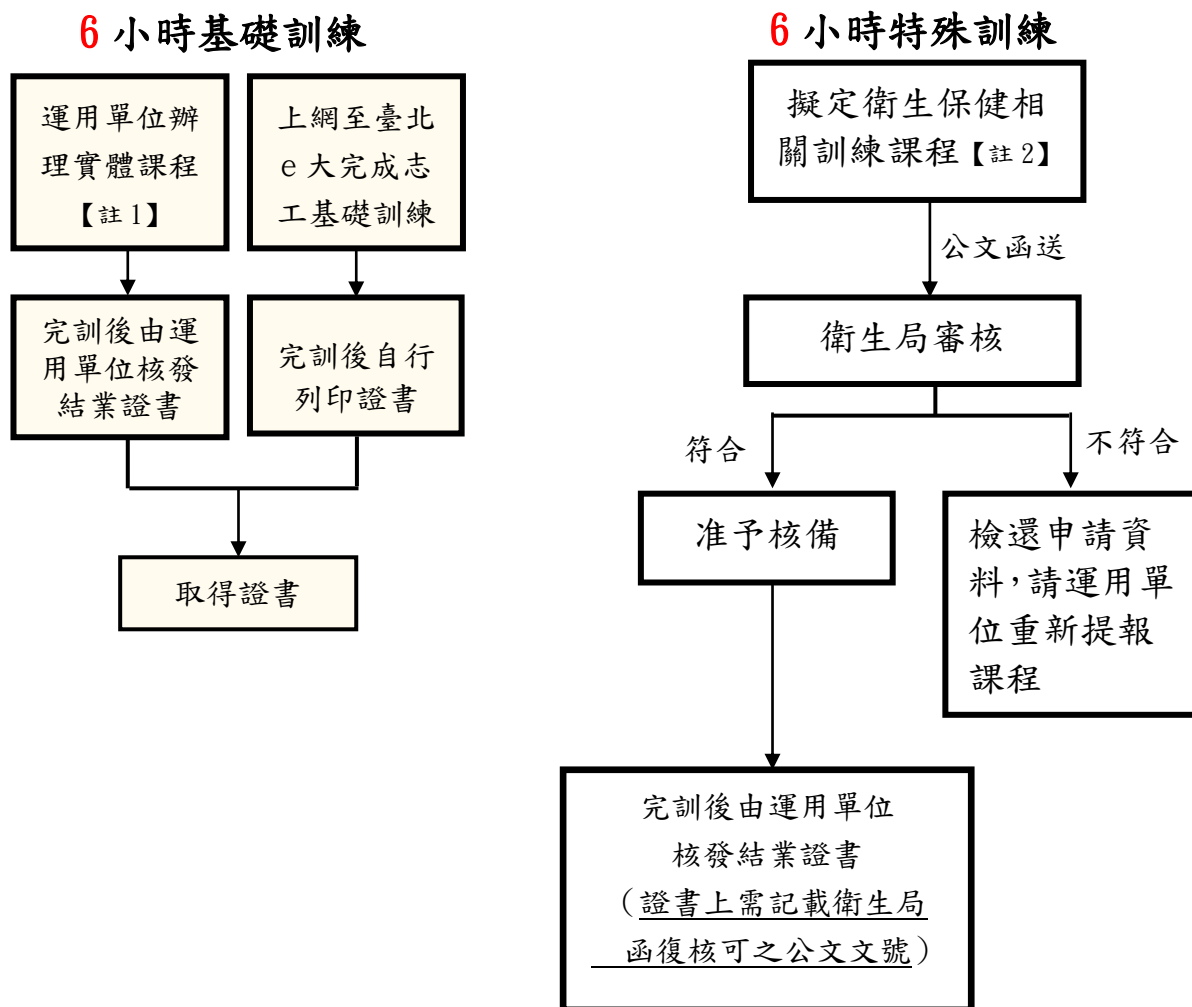 6 小時基礎訓練
運用單位辦
理實體課程
【註 1】
上網至臺北
e 大完成志
工基礎訓練
完訓後由運
用單位核發
結業證書
完訓後自行
列印證書
取得證書
6 小時特殊訓練
擬定衛生保健相
關訓練課程【註 2】
公文函送
衛生局審核
符合
不符合
准予核備
檢還申請資
料，請運用單
位重新提報
課程
完訓後由運用單位
核發結業證書
（證書上需記載衛生局
函復核可之公文文號）